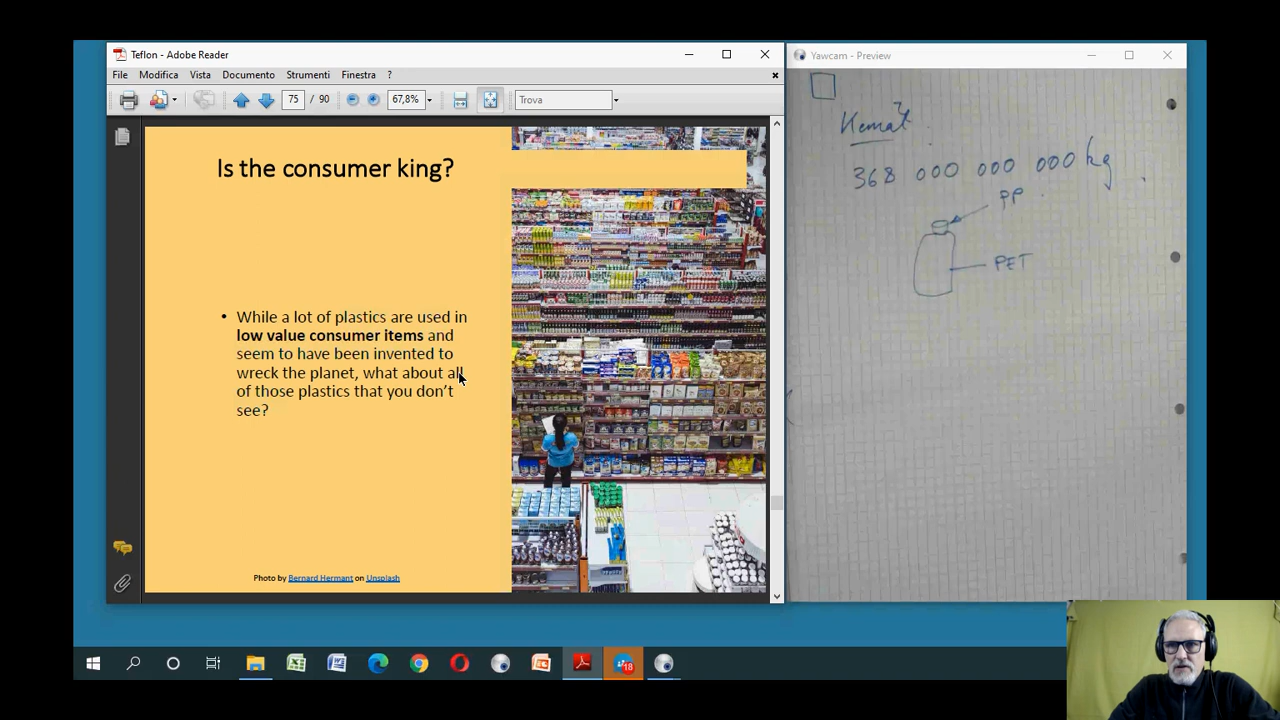 Teflon - Adobe Reader
File Modifica Vista Documento Strumenti Finestra ?
75 / 90 67,8% Trova
Is the consumer king?
• While a lot of plastics are used in
low value consumer items and
seem to have been invented to
wreck the planet, what about all
of those plastics that you don't
see?
Photo by Bernard Hermant on Unsplash
Yawcam - Preview
368 000 000 000 kg
PP
PET
18